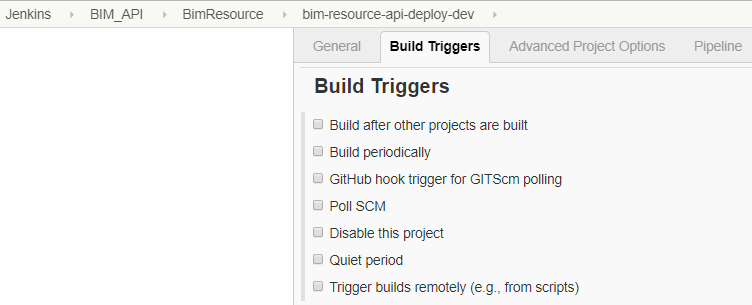 Jenkins BIM_API BimResource bim-resource-api-deploy-dev
General Build Triggers Advanced Project Options Pipeline
Build Triggers
Build after other projects are built
Build periodically
GitHub hook trigger for GITScm polling
Poll SCM
Disable this project
Quiet period
Trigger builds remotely (e.g., from scripts)